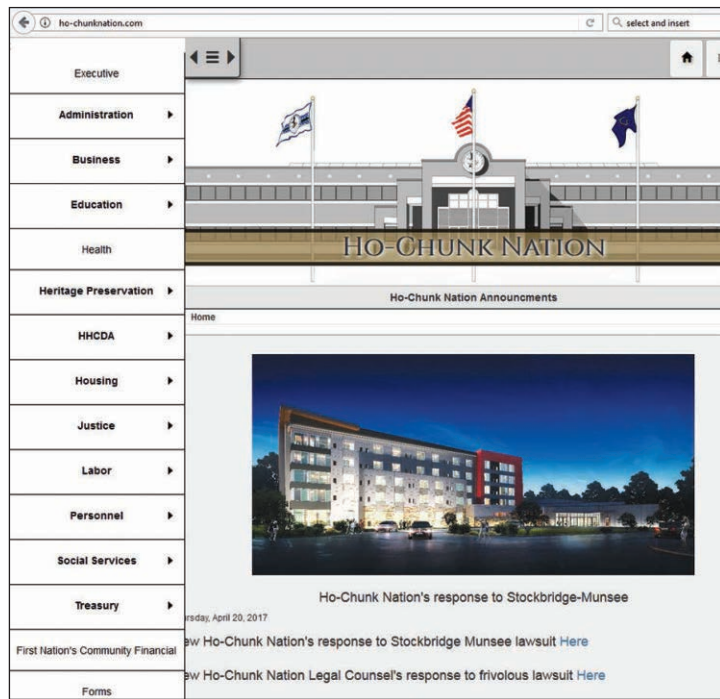 ho-chunknation.com
select and insert
Executive
Administration
Business
Education
Health
Heritage Preservation
HHCDA
Housing
Justice
Labor
Personnel
Social Services
Treasury
First Nation's Community Financial
Forms
HO-CHUNK NATION
Ho-Chunk Nation Announcments
Home
Ho-Chunk Nation's response to Stockbridge-Munsee
April 20, 2017
Ho-Chunk Nation's response to Stockbridge Munsee lawsuit Here
Ho-Chunk Nation Legal Counsel's response to frivolous lawsuit Here